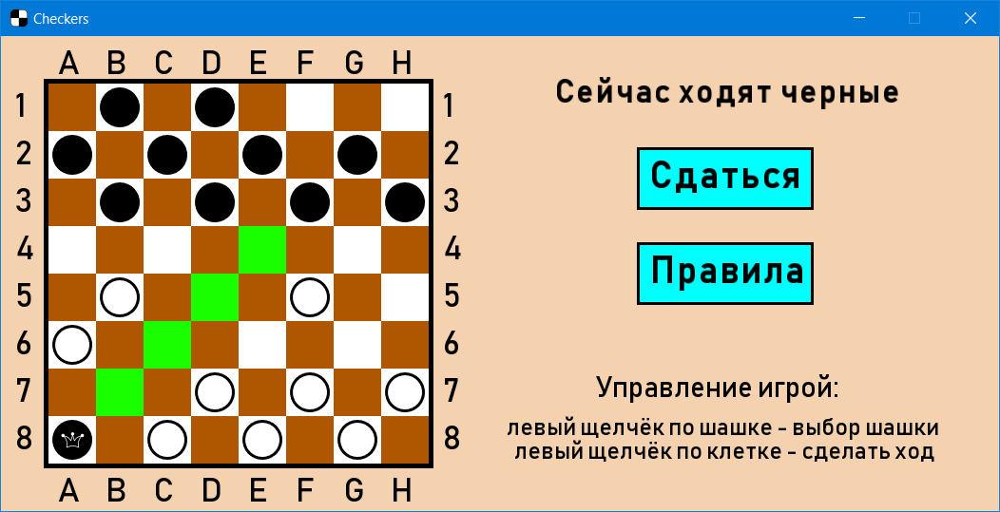 Checkers
A B C D E F G H
1 1
2 2
3 3
4 4
5 5
6 6
7 7
8 8
A B C D E F G H
Сейчас ходят черные
Сдаться
Правила
Управление игрой:
левый щелчёк по шашке - выбор шашки
левый щелчёк по клетке - сделать ход